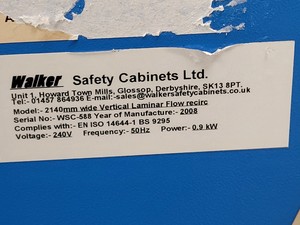 Walker Safety Cabinets Ltd.
Unit 1, Howard Town Mills, Glossop, Derbyshire, SK13 8PT.
Tel:- 01457 864936 E-mail:-sales@walkersafetycabinets.co.uk
Model:- 2140mm wide Vertical Laminar Flow recirc
Serial No:- WSC-588 Year of Manufacture:- 2008
Complies with:- EN ISO 14644-1 BS 9295
Voltage:- 240V Frequency:- 50Hz Power:- 0.9 kW